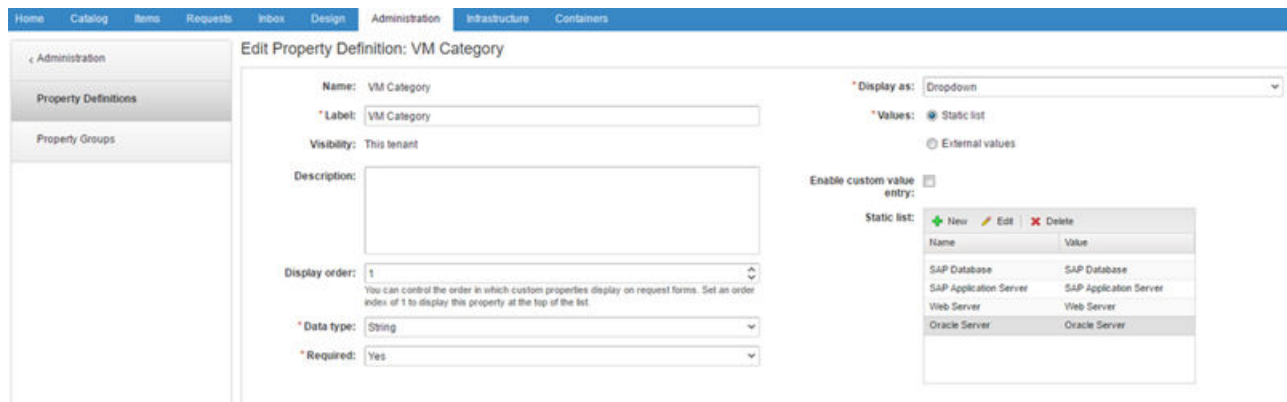 Home Catalog Items Requests Inbox Design Administration Infrastructure Containers
< Administration
Property Definitions
Property Groups
Edit Property Definition: VM Category
Name: VM Category
*Label: VM Category
Visibility: This tenant
Description:
Display order: 1
You can control the order in which custom properties display on request forms. Set an order
index of 1 to display this property at the top of the list
*Data type: String
*Required: Yes
*Display as: Dropdown
*Values: Static list
External values
Enable custom value
entry:
Static list:
New Edit Delete
Name Value
SAP Database SAP Database
SAP Application Server SAP Application Server
Web Server Web Server
Oracle Server Oracle Server